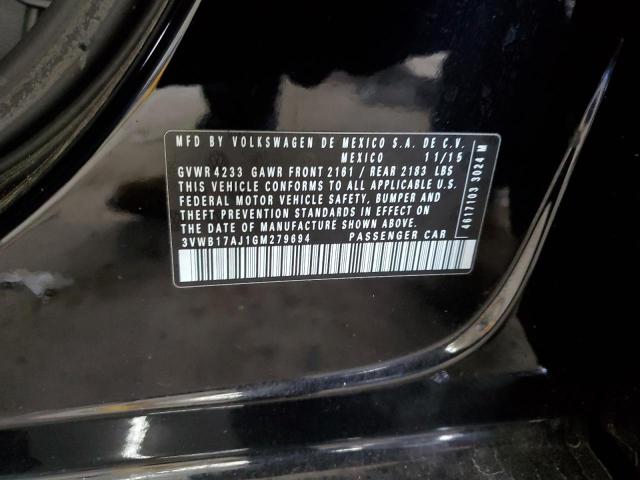 MFD BY VOLKSWAGEN DE MEXICO S.A. DE C.V.
MEXICO 11/15
GVWR 4233 GAWR FRONT 2161 / REAR 2183 LBS
THIS VEHICLE CONFORMS TO ALL APPLICABLE U.S.
FEDERAL MOTOR VEHICLE SAFETY, BUMPER AND
THEFT PREVENTION STANDARDS IN EFFECT ON
THE DATE OF MANUFACTURE SHOWN ABOVE.
3VWB17AJ1GM279694 PASSENGER CAR
4017103 3024 M